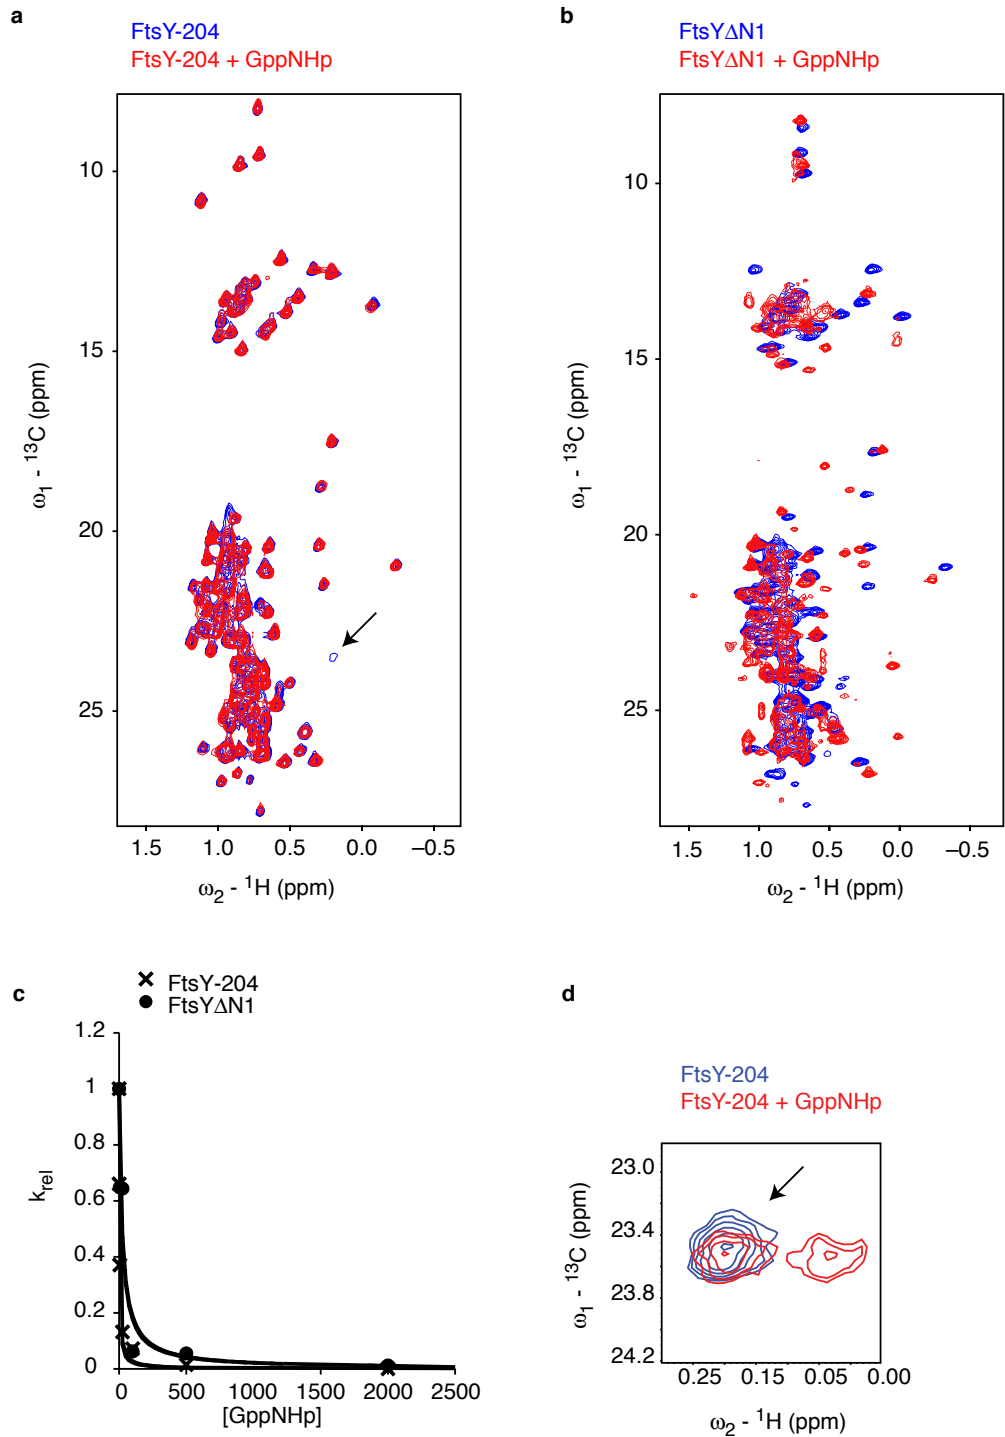 a
FtsY-204
FtsY-204 + GppNHp
10
15
20
25
ω1 - 13C (ppm)
1.5 1.0 0.5 0.0 –0.5
ω2 - 1H (ppm)
b
FtsYΔN1
FtsYΔN1 + GppNHp
10
15
20
25
ω1 - 13C (ppm)
1.5 1.0 0.5 0.0 –0.5
ω2 - 1H (ppm)
c
FtsY-204
FtsYΔN1
1.2
1
0.8
0.6
0.4
0.2
0
krel
0 500 1000 1500 2000 2500
[GppNHp]
d
FtsY-204
FtsY-204 + GppNHp
23.0
23.4
23.8
24.2
ω1 - 13C (ppm)
0.25 0.15 0.00
ω2 - 1H (ppm)